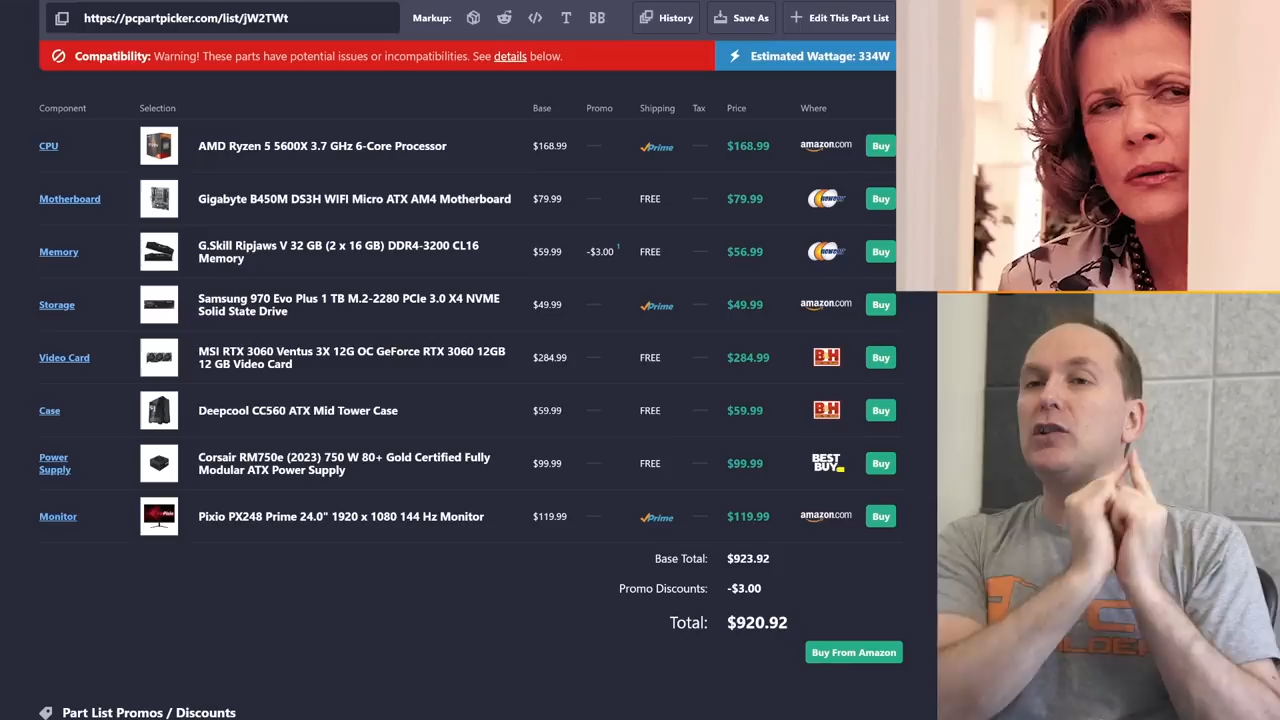 https://pcpartpicker.com/list/jW2TWt
Markup:
BB
History
Save As
Edit This Part List
Compatibility: Warning! These parts have potential issues or incompatibilities. See details below.
Estimated Wattage: 334W
Component Selection Base Promo Shipping Tax Price Where
CPU AMD Ryzen 5 5600X 3.7 GHz 6-Core Processor $168.99 — Prime — $168.99 amazon.com Buy
Motherboard Gigabyte B450M DS3H WIFI Micro ATX AM4 Motherboard $79.99 — FREE — $79.99 newegg Buy
Memory G.Skill Ripjaws V 32 GB (2 x 16 GB) DDR4-3200 CL16 $59.99 -$3.00 1 FREE — $56.99 newegg Buy
Memory
Storage Samsung 970 Evo Plus 1 TB M.2-2280 PCIe 3.0 X4 NVME $49.99 — Prime — $49.99 amazon.com Buy
Solid State Drive
Video Card MSI RTX 3060 Ventus 3X 12G OC GeForce RTX 3060 12GB $284.99 — FREE — $284.99 B&H Buy
12 GB Video Card
Case Deepcool CC560 ATX Mid Tower Case $59.99 — FREE — $59.99 B&H Buy
Power Corsair RM750e (2023) 750 W 80+ Gold Certified Fully $99.99 — FREE — $99.99 BEST BUY Buy
Supply Modular ATX Power Supply
Monitor Pixio PX248 Prime 24.0" 1920 x 1080 144 Hz Monitor $119.99 — Prime — $119.99 amazon.com Buy
Base Total: $923.92
Promo Discounts: -$3.00
Total: $920.92
Buy From Amazon
Part List Promos / Discounts